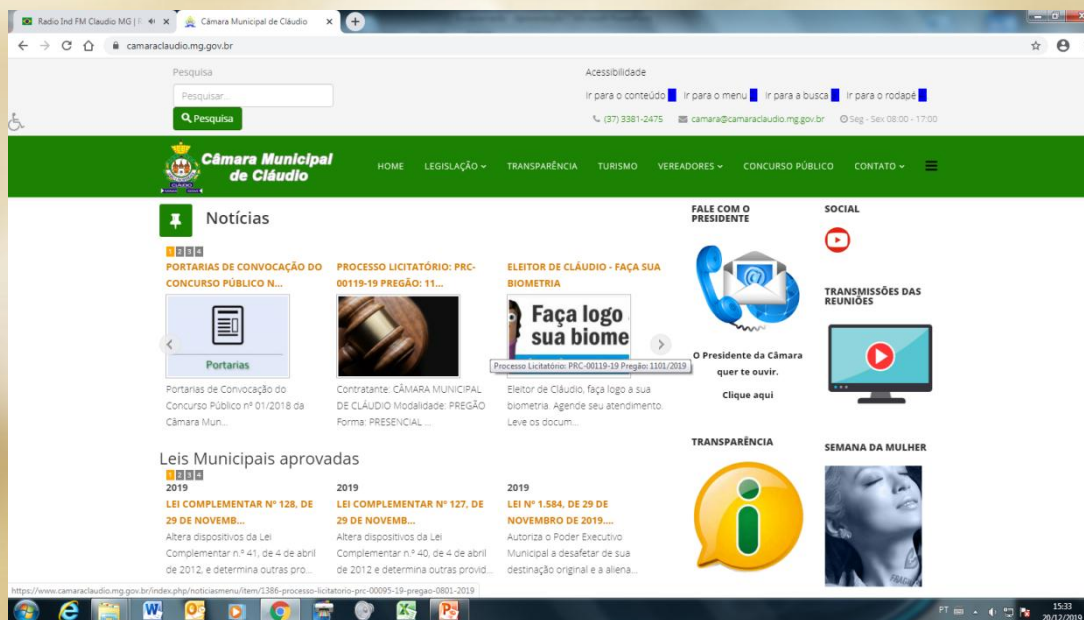 Radio Ind FM Claudio MG | R
Câmara Municipal de Cláudio
camaraclaudio.mg.gov.br
Pesquisa
Pesquisar...
Pesquisa
Acessibilidade
Ir para o conteúdo Ir para o menu Ir para a busca Ir para o rodapé
(37) 3381-2475 camara@camaraclaudio.mg.gov.br Seg - Sex 08:00 - 17:00
CLÁUDIO
Câmara Municipal
de Cláudio
HOME LEGISLAÇÃO TRANSPARÊNCIA TURISMO VEREADORES CONCURSO PÚBLICO CONTATO
Notícias
1 2 3 4
PORTARIAS DE CONVOCAÇÃO DO
CONCURSO PÚBLICO N...
Portarias
Portarias de Convocação do
Concurso Público nº 01/2018 da
Câmara Mun...
PROCESSO LICITATÓRIO: PRC-
00119-19 PREGÃO: 11...
Contratante: CÂMARA MUNICIPAL
DE CLÁUDIO Modalidade: PREGÃO
Forma: PRESENCIAL ...
ELEITOR DE CLÁUDIO - FAÇA SUA
BIOMETRIA
Faça logo
sua biome
Processo Licitatório: PRC-00119-19 Pregão: 1101/2019
Eleitor de Cláudio, faça logo a sua
biometria. Agende seu atendimento.
Leve os docum...
Leis Municipais aprovadas
1 2 3 4
2019
LEI COMPLEMENTAR Nº 128, DE
29 DE NOVEMB...
Altera dispositivos da Lei
Complementar n.º 41, de 4 de abril
de 2012, e determina outras pro...
2019
LEI COMPLEMENTAR Nº 127, DE
29 DE NOVEMB...
Altera dispositivos da Lei
Complementar n.º 40, de 4 de abril
de 2012 e determina outras provid...
2019
LEI Nº 1.584, DE 29 DE
NOVEMBRO DE 2019....
Autoriza o Poder Executivo
Municipal a desafetar de sua
destinação original e a aliena...
FALE COM O
PRESIDENTE
O Presidente da Câmara
quer te ouvir.
Clique aqui
TRANSPARÊNCIA
SOCIAL
TRANSMISSÕES DAS
REUNIÕES
SEMANA DA MULHER
https://www.camaraclaudio.mg.gov.br/index.php/noticiasmenu/item/1386-processo-licitatorio-prc-00095-19-pregao-0801-2019
PT
15:33
20/12/2019